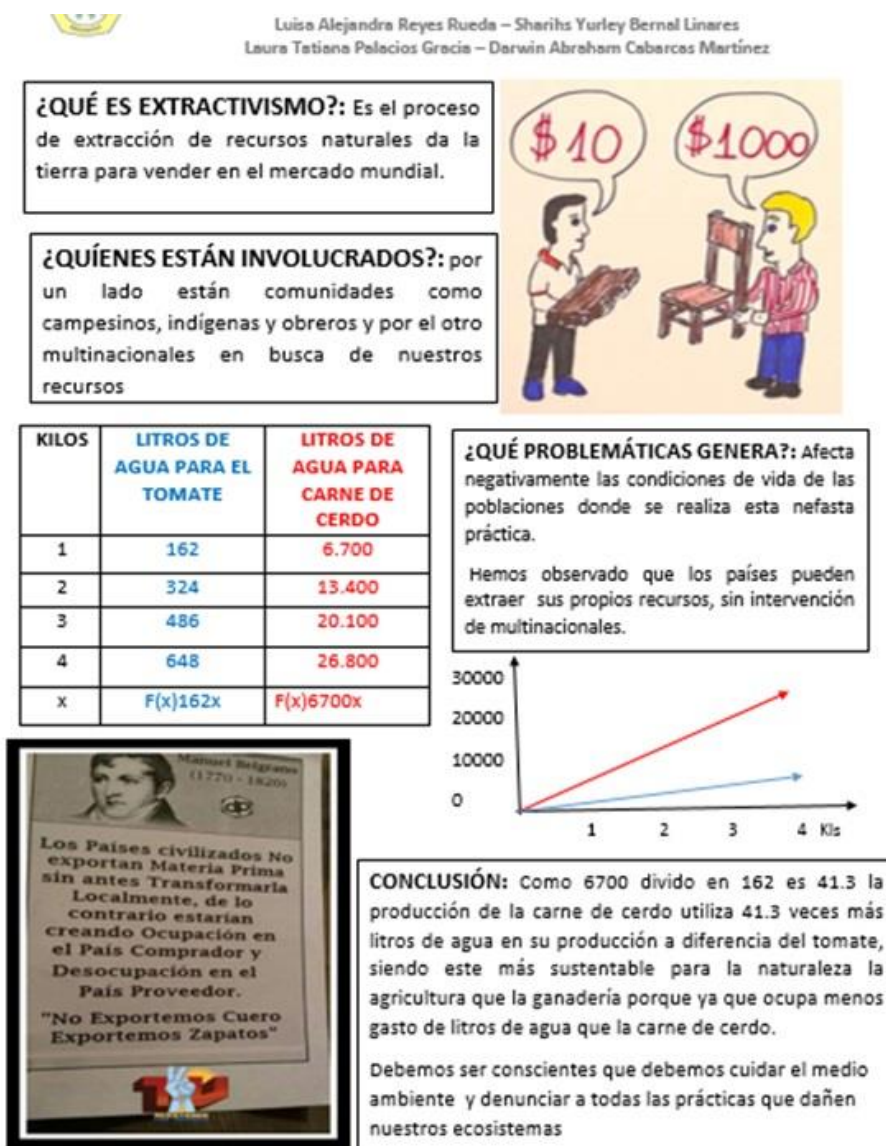 Luisa Alejandra Reyes Rueda – Sharihs Yurley Bernal Linares
Laura Tatiana Palacios Gracia – Darwin Abraham Cabarcas Martínez
¿QUÉ ES EXTRACTIVISMO?: Es el proceso
de extracción de recursos naturales da la
tierra para vender en el mercado mundial.
$10
$1000
¿QUÍENES ESTÁN INVOLUCRADOS?: por
un lado están comunidades como
campesinos, indígenas y obreros y por el otro
multinacionales en busca de nuestros
recursos
KILOS LITROS DE AGUA PARA EL TOMATE LITROS DE AGUA PARA CARNE DE CERDO
1 162 6.700
2 324 13.400
3 486 20.100
4 648 26.800
x F(x)162x F(x)6700x
¿QUÉ PROBLEMÁTICAS GENERA?: Afecta
negativamente las condiciones de vida de las
poblaciones donde se realiza esta nefasta
práctica.
Hemos observado que los países pueden
extraer sus propios recursos, sin intervención
de multinacionales.
30000
20000
10000
0
1 2 3 4 Kls
Manuel Belgrano
(1770 - 1820)
Los Países civilizados No
exportan Materia Prima
sin antes Transformarla
Localmente, de lo
contrario estarían
creando Ocupación en
el País Comprador y
Desocupación en el
País Proveedor.
"No Exportemos Cuero
Exportemos Zapatos"
CONCLUSIÓN: Como 6700 divido en 162 es 41.3 la
producción de la carne de cerdo utiliza 41.3 veces más
litros de agua en su producción a diferencia del tomate,
siendo este más sustentable para la naturaleza la
agricultura que la ganadería porque ya que ocupa menos
gasto de litros de agua que la carne de cerdo.
Debemos ser conscientes que debemos cuidar el medio
ambiente y denunciar a todas las prácticas que dañen
nuestros ecosistemas